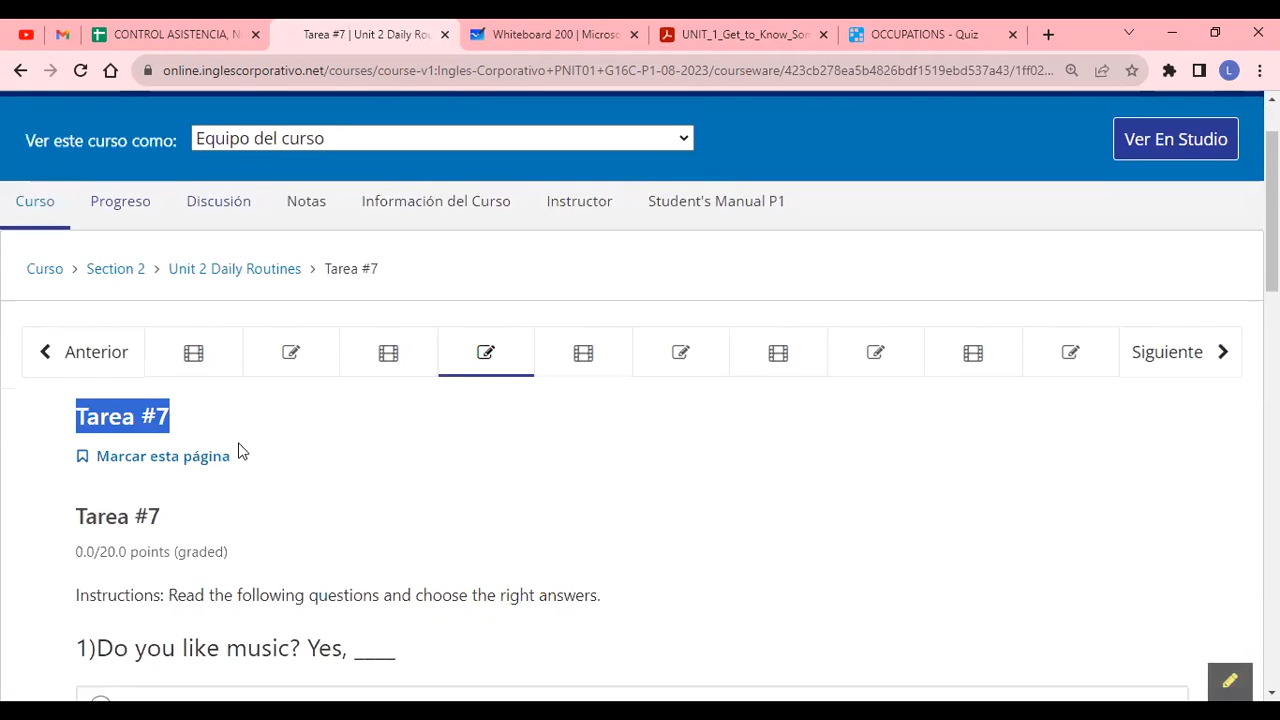 CONTROL ASISTENCIA, N
Tarea #7 | Unit 2 Daily Rou
Whiteboard 200 | Microso
UNIT_1_Get_to_Know_Som
OCCUPATIONS - Quiz
online.inglescorporativo.net/courses/course-v1:Ingles-Corporativo+PNIT01+G16C-P1-08-2023/courseware/423cb278ea5b4826bdf1519ebd537a43/1ff02...
L
Ver este curso como:
Equipo del curso
Ver En Studio
Curso
Progreso
Discusión
Notas
Información del Curso
Instructor
Student's Manual P1
Curso > Section 2 > Unit 2 Daily Routines > Tarea #7
Anterior
Siguiente
Tarea #7
Marcar esta página
Tarea #7
0.0/20.0 points (graded)
Instructions: Read the following questions and choose the right answers.
1)Do you like music? Yes, ____